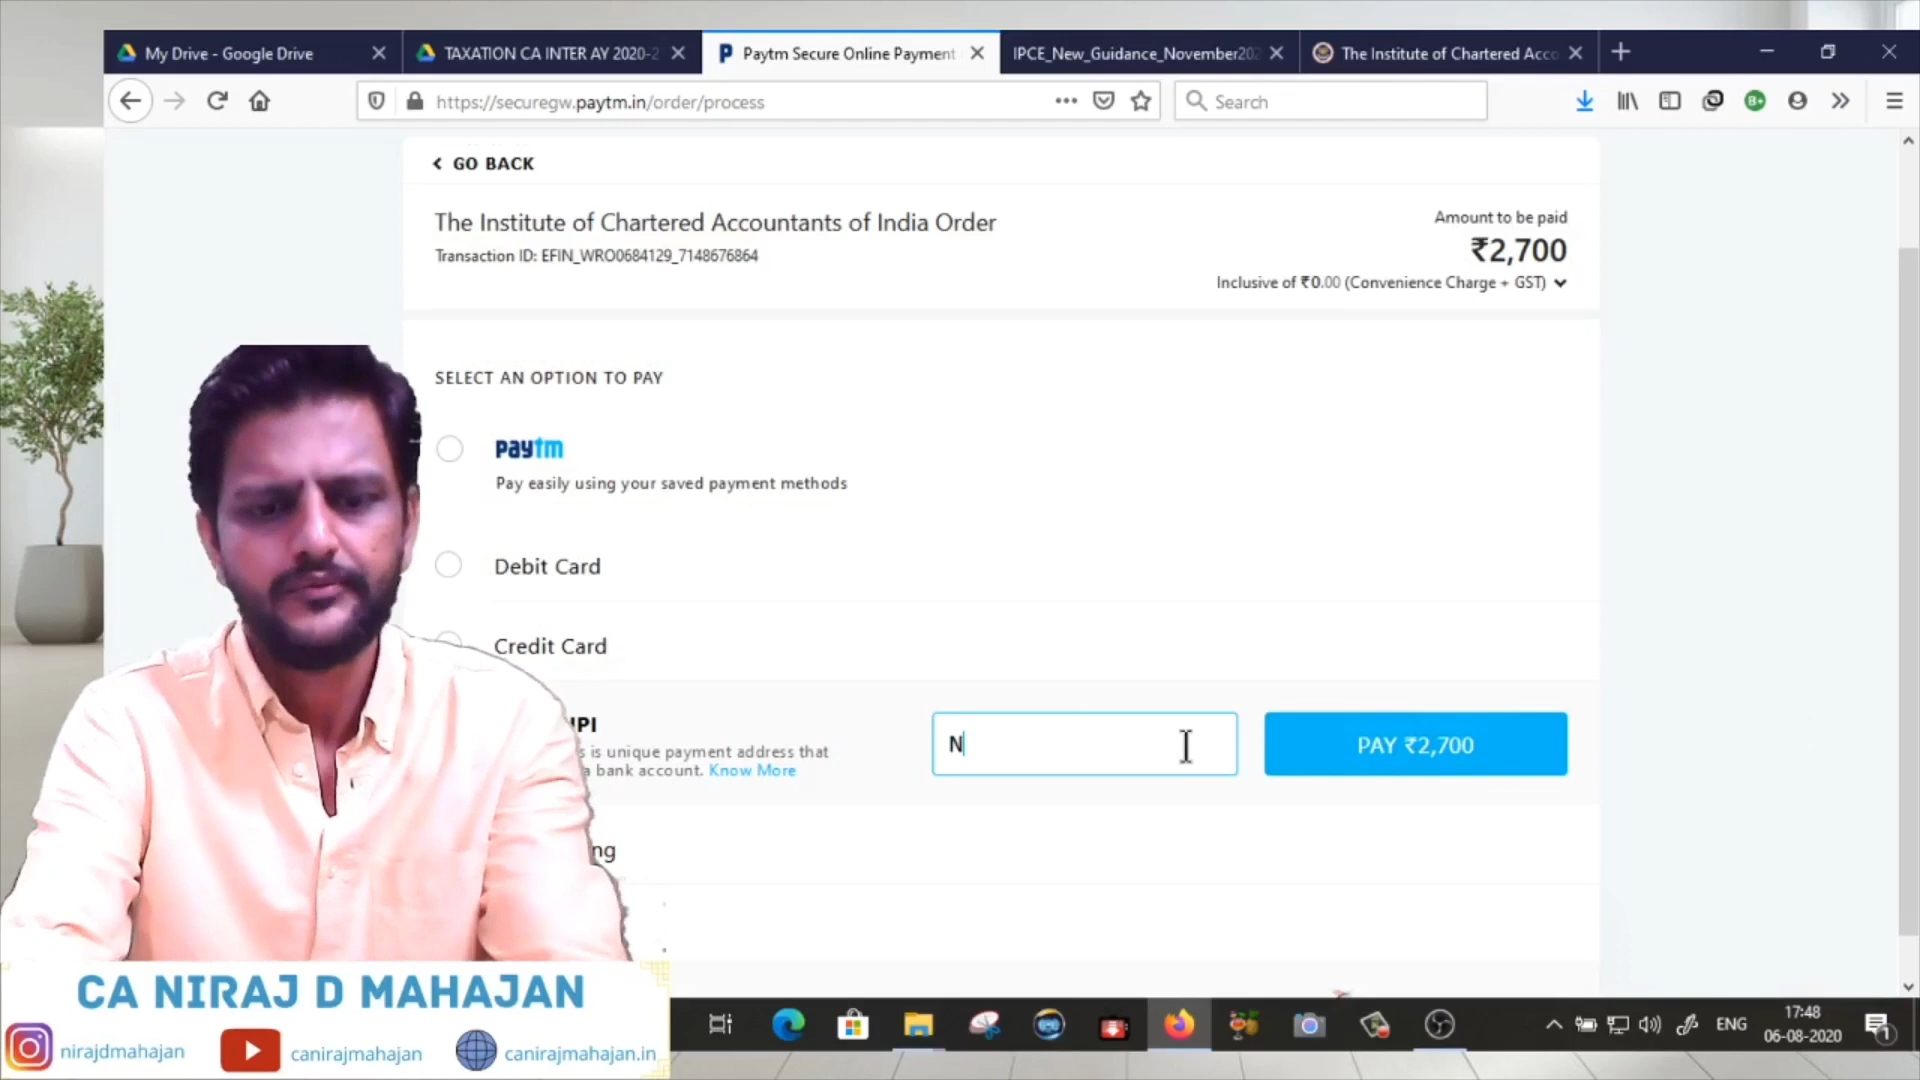 My Drive - Google Drive
TAXATION CA INTER AY 2020-2
Paytm Secure Online Payment
IPCE_New_Guidance_November202
The Institute of Chartered Acco
https://securegw.paytm.in/order/process
Search
GO BACK
The Institute of Chartered Accountants of India Order
Transaction ID: EFIN_WRO0684129_7148676864
Amount to be paid
₹2,700
Inclusive of ₹0.00 (Convenience Charge + GST)
SELECT AN OPTION TO PAY
paytm
Pay easily using your saved payment methods
Debit Card
Credit Card
IPI
s is unique payment address that
a bank account. Know More
N
PAY ₹2,700
ng
CA NIRAJ D MAHAJAN
nirajdmahajan
canirajmahajan
canirajmahajan.in
ENG
17:48
06-08-2020
1